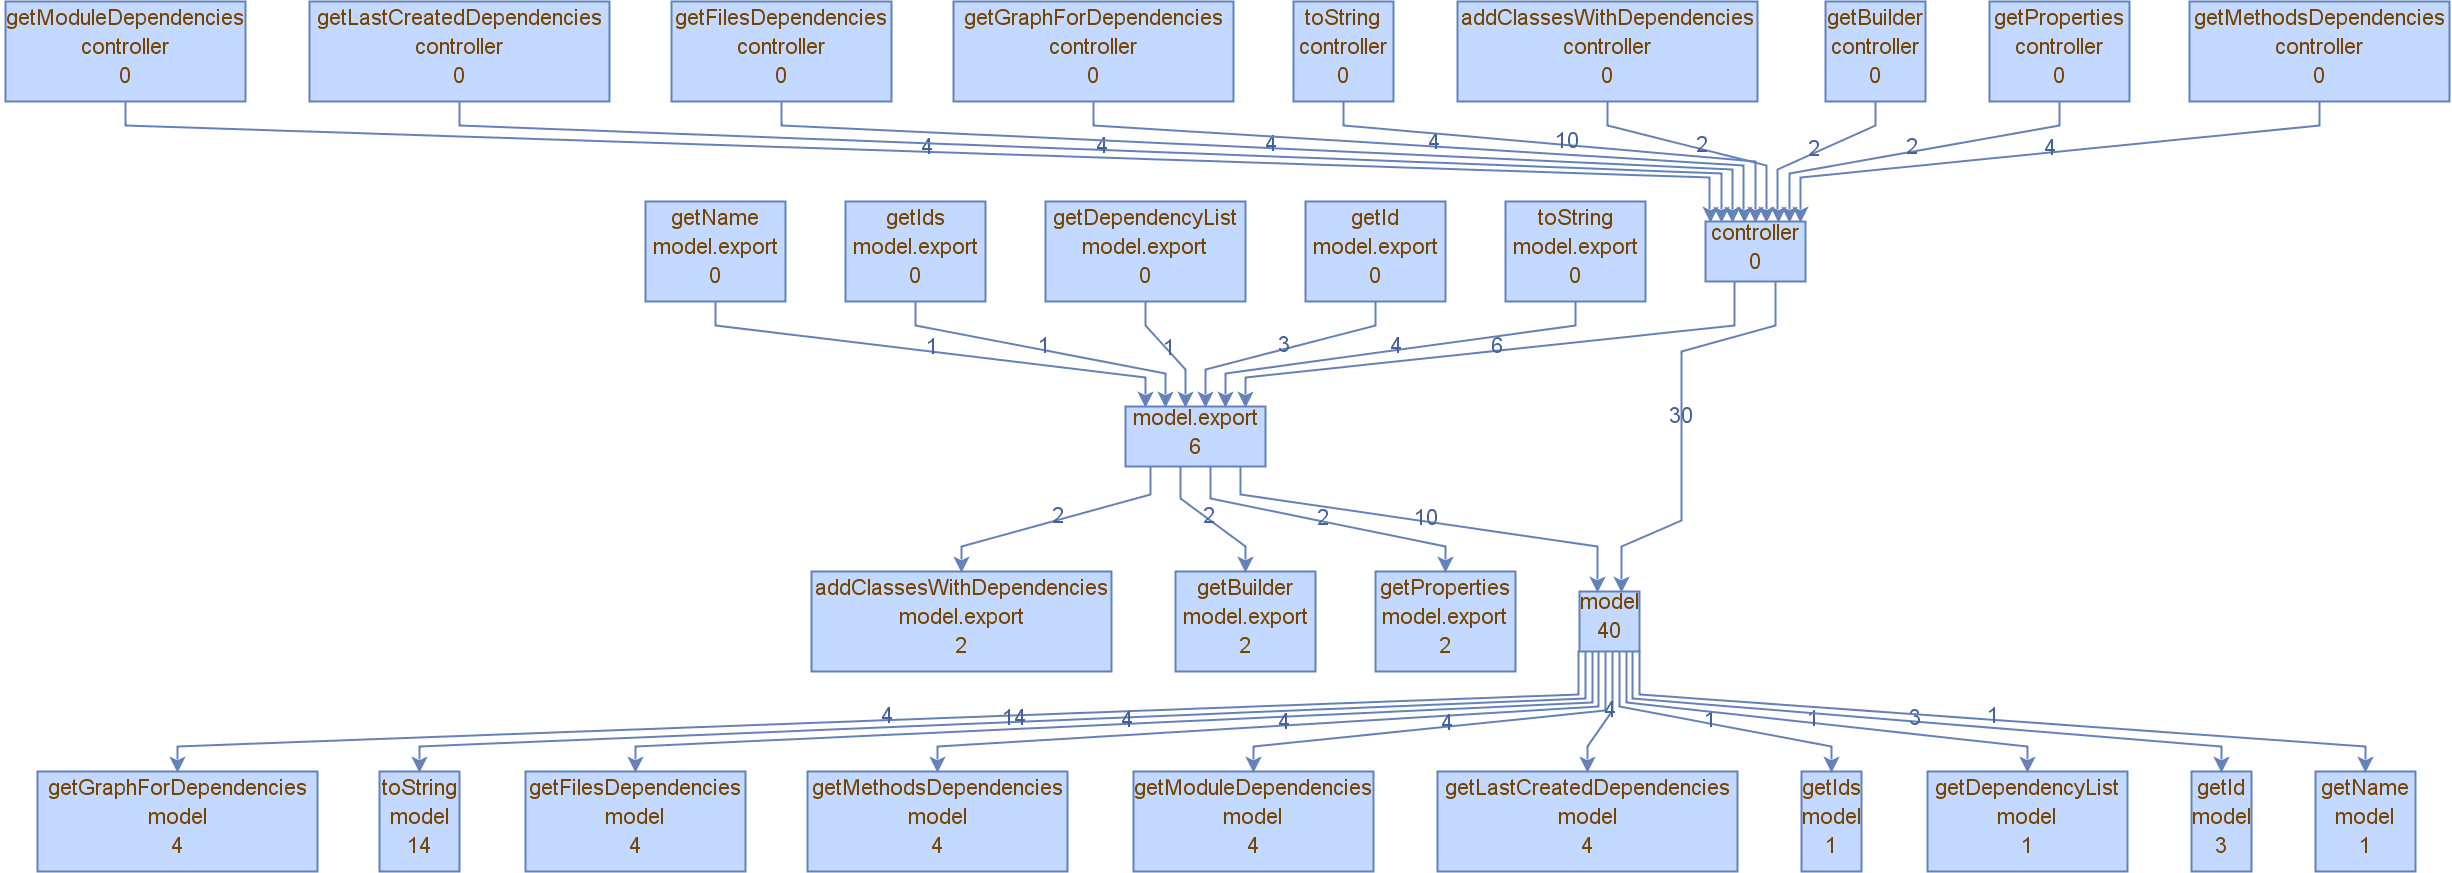 getModuleDependencies
controller
0
getLastCreatedDependencies
controller
0
getFilesDependencies
controller
0
getGraphForDependencies
controller
0
toString
controller
0
addClassesWithDependencies
controller
0
getBuilder
controller
0
getProperties
controller
0
getMethodsDependencies
controller
0
4
4
4
4
10
2
2
2
4
getName
model.export
0
getIds
model.export
0
getDependencyList
model.export
0
getId
model.export
0
toString
model.export
0
controller
0
1
1
1
3
4
6
30
model.export
6
2
2
2
10
addClassesWithDependencies
model.export
2
getBuilder
model.export
2
getProperties
model.export
2
model
40
4
14
4
4
4
4
1
1
3
1
getGraphForDependencies
model
4
toString
model
14
getFilesDependencies
model
4
getMethodsDependencies
model
4
getModuleDependencies
model
4
getLastCreatedDependencies
model
4
getIds
model
1
getDependencyList
model
1
getId
model
3
getName
model
1